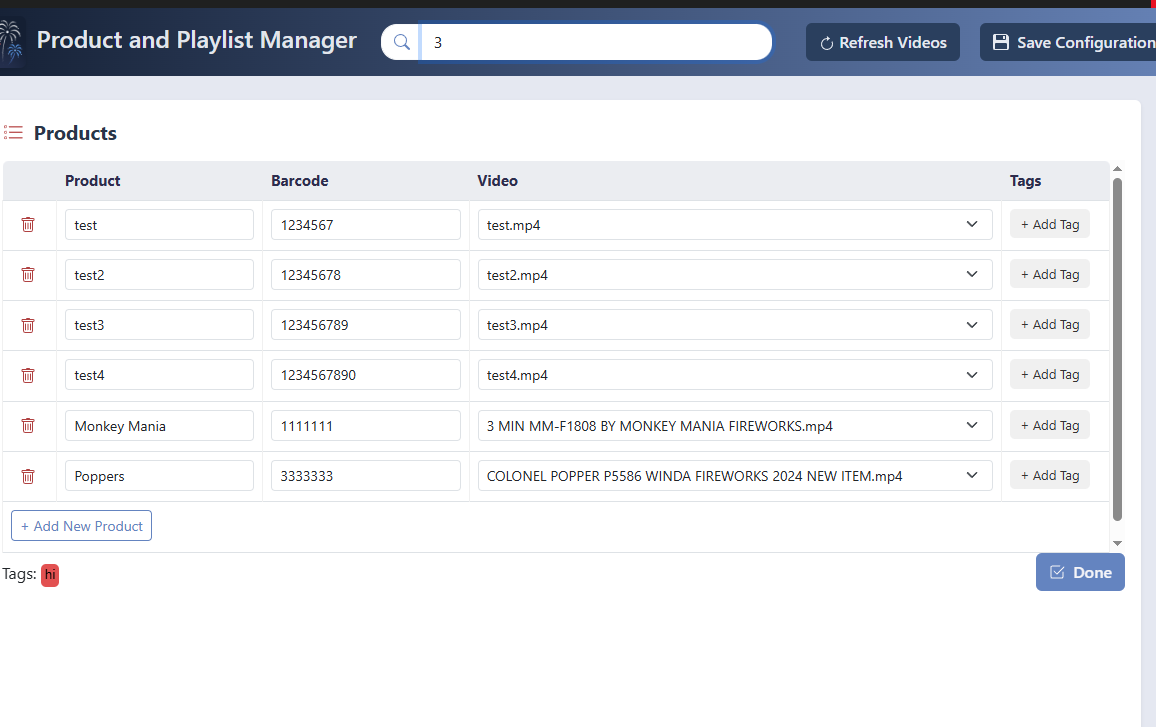 Product and Playlist Manager 3 Refresh Videos Save Configuration
Products
Product Barcode Video Tags
test 1234567 test.mp4 + Add Tag
test2 12345678 test2.mp4 + Add Tag
test3 123456789 test3.mp4 + Add Tag
test4 1234567890 test4.mp4 + Add Tag
Monkey Mania 1111111 3 MIN MM-F1808 BY MONKEY MANIA FIREWORKS.mp4 + Add Tag
Poppers 3333333 COLONEL POPPER P5586 WINDA FIREWORKS 2024 NEW ITEM.mp4 + Add Tag
+ Add New Product
Tags: hi Done